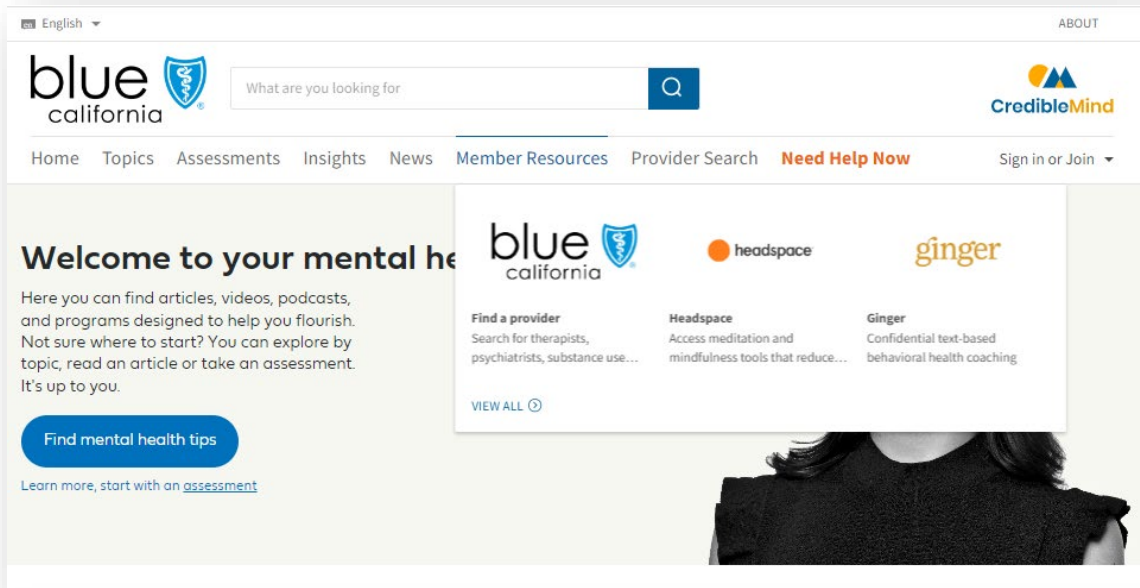 English
ABOUT
blue
california
What are you looking for
CredibleMind
Home Topics Assessments Insights News Member Resources Provider Search Need Help Now Sign in or Join
Welcome to your mental he
Here you can find articles, videos, podcasts,
and programs designed to help you flourish.
Not sure where to start? You can explore by
topic, read an article or take an assessment.
It's up to you.
Find mental health tips
Learn more, start with an assessment
blue
california
headspace
ginger
Find a provider
Search for therapists,
psychiatrists, substance use...
Headspace
Access meditation and
mindfulness tools that reduce...
Ginger
Confidential text-based
behavioral health coaching
VIEW ALL